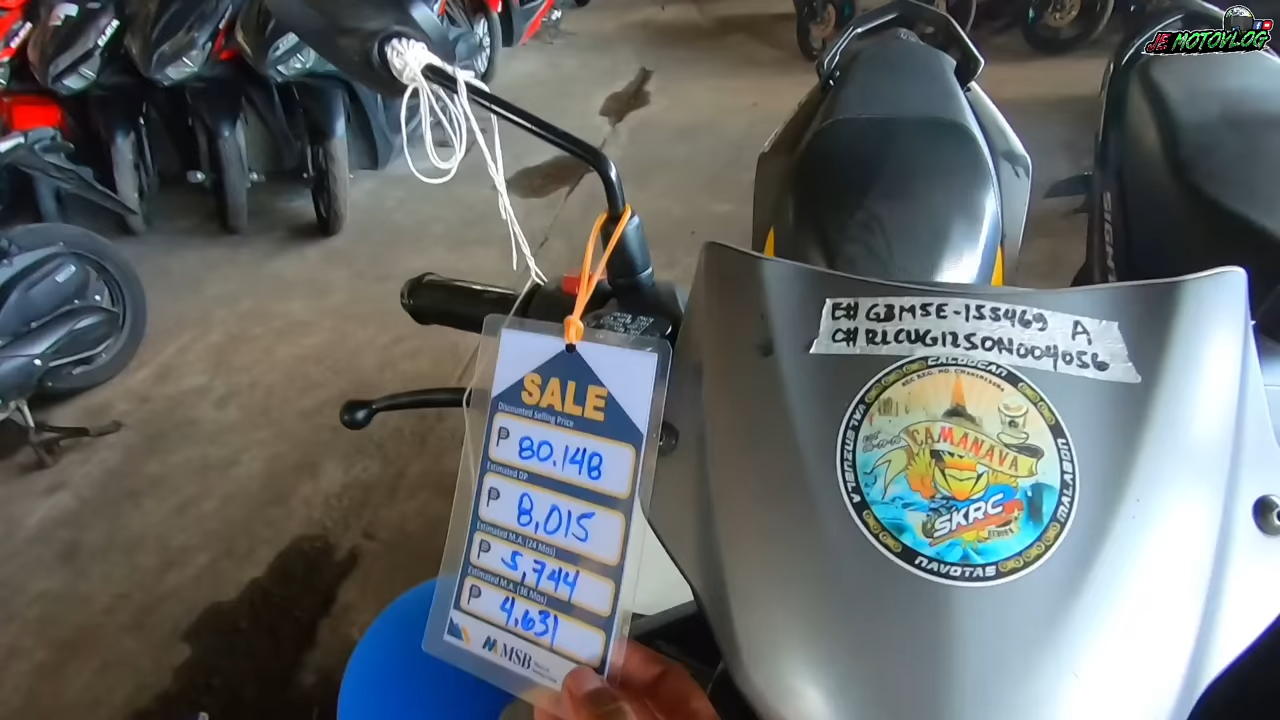 JE MOTOVLOG
E# G3M5E-155469 A
C# RLCUG1250N004056
SALE
Discounted Selling Price
P 80,148
Estimated DP
P 8,015
Estimated M.A. (24 Mos)
P 5,744
Estimated M.A. (36 Mos)
P 4,631
MSB
CALOOCAN
VALENZUELA
MALABON
NAVOTAS
CAMANAVA
SKRC
SERIES